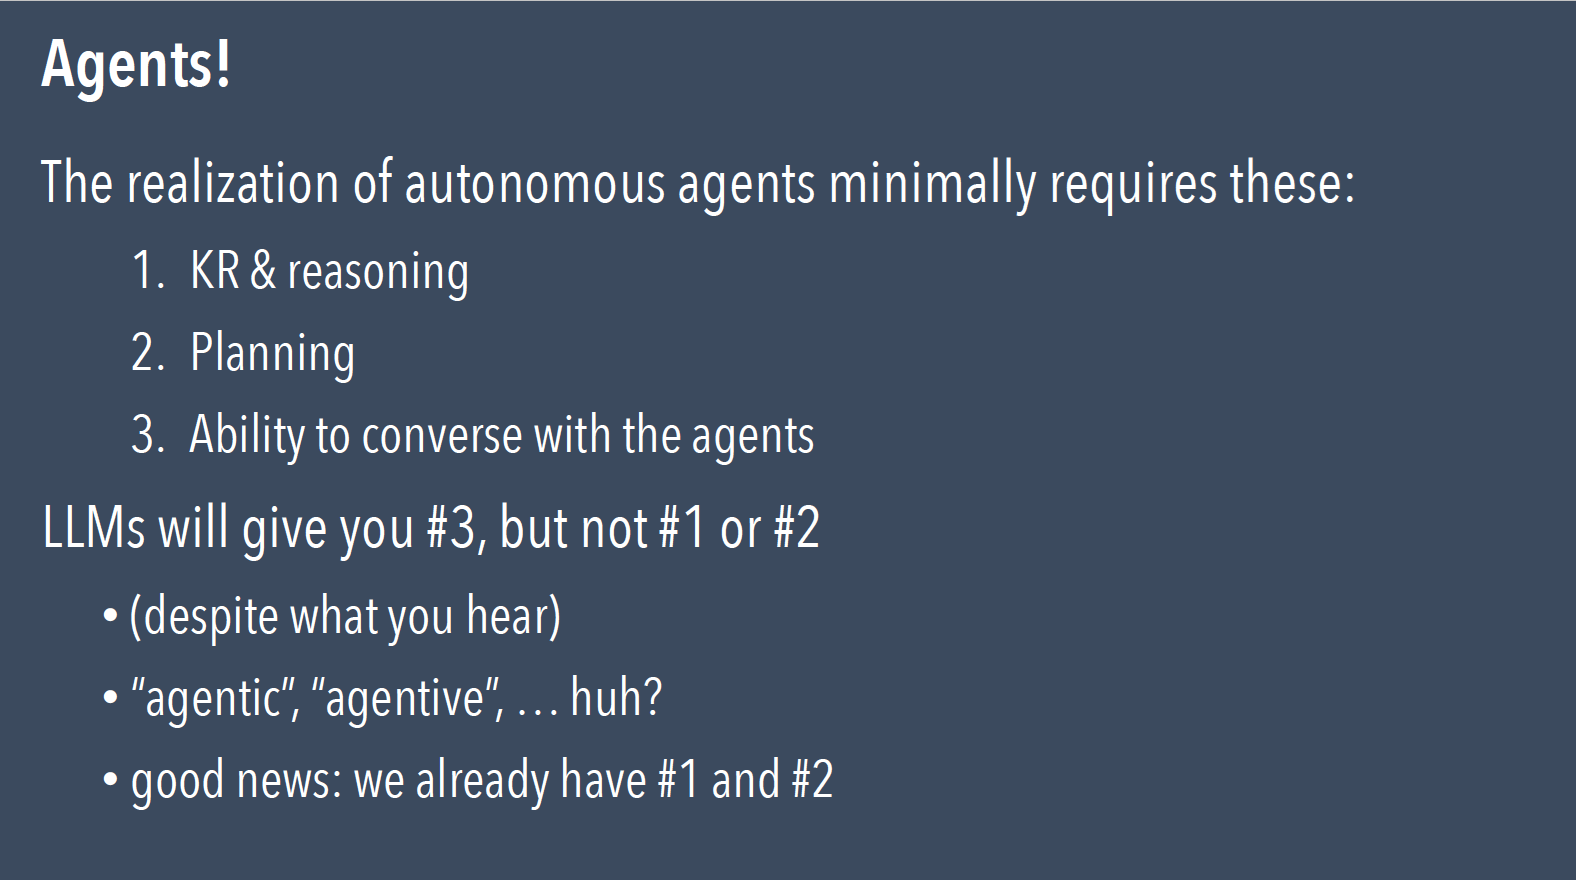 Agents!
The realization of autonomous agents minimally requires these:
1. KR & reasoning
2. Planning
3. Ability to converse with the agents
LLMs will give you #3, but not #1 or #2
• (despite what you hear)
• “agentic”, “agentive”, … huh?
• good news: we already have #1 and #2